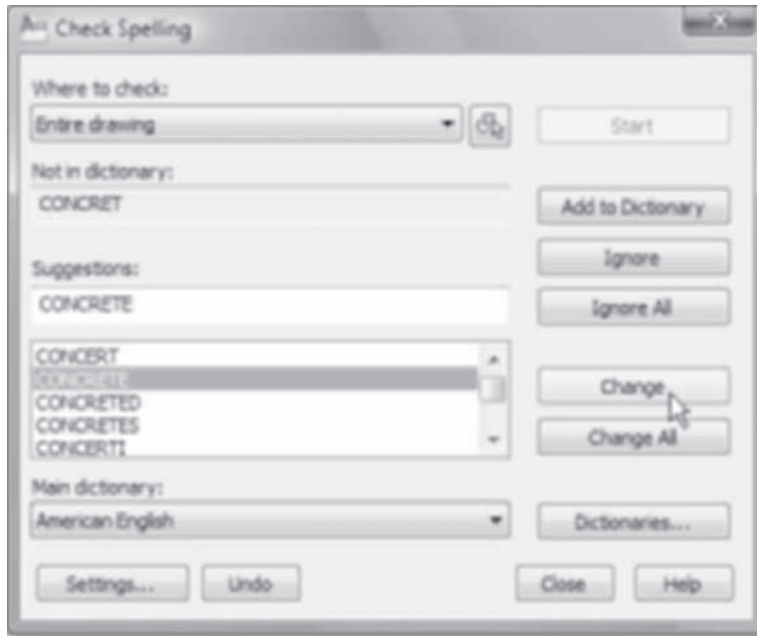 Check Spelling
Where to check:
Entire drawing
Start
Not in dictionary:
CONCRET
Add to Dictionary
Ignore
Suggestions:
CONCRETE
Ignore All
CONCERT
CONCRETE
CONCRETED
CONCRETES
CONCERTI
Change
Change All
Main dictionary:
American English
Dictionaries...
Settings...
Undo
Close
Help